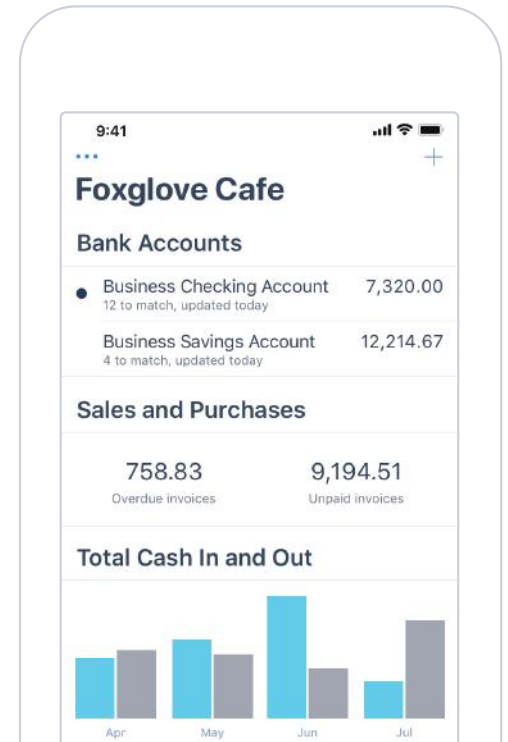 9:41
Foxglove Cafe
Bank Accounts
Business Checking Account 7,320.00
12 to match, updated today
Business Savings Account 12,214.67
4 to match, updated today
Sales and Purchases
758.83 9,194.51
Overdue invoices Unpaid invoices
Total Cash In and Out
Apr May Jun Jul